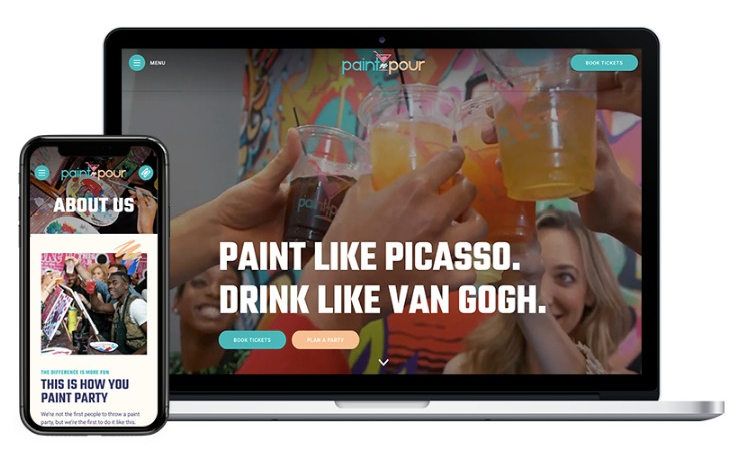 MENU
paint & pour
BOOK TICKETS
PAINT LIKE PICASSO.
DRINK LIKE VAN GOGH.
BOOK TICKETS
PLAN A PARTY
paint & pour
ABOUT US
THE DIFFERENCE IS MORE FUN
THIS IS HOW YOU
PAINT PARTY
We're not the first people to throw a paint
party, but we're the first to do it like this.